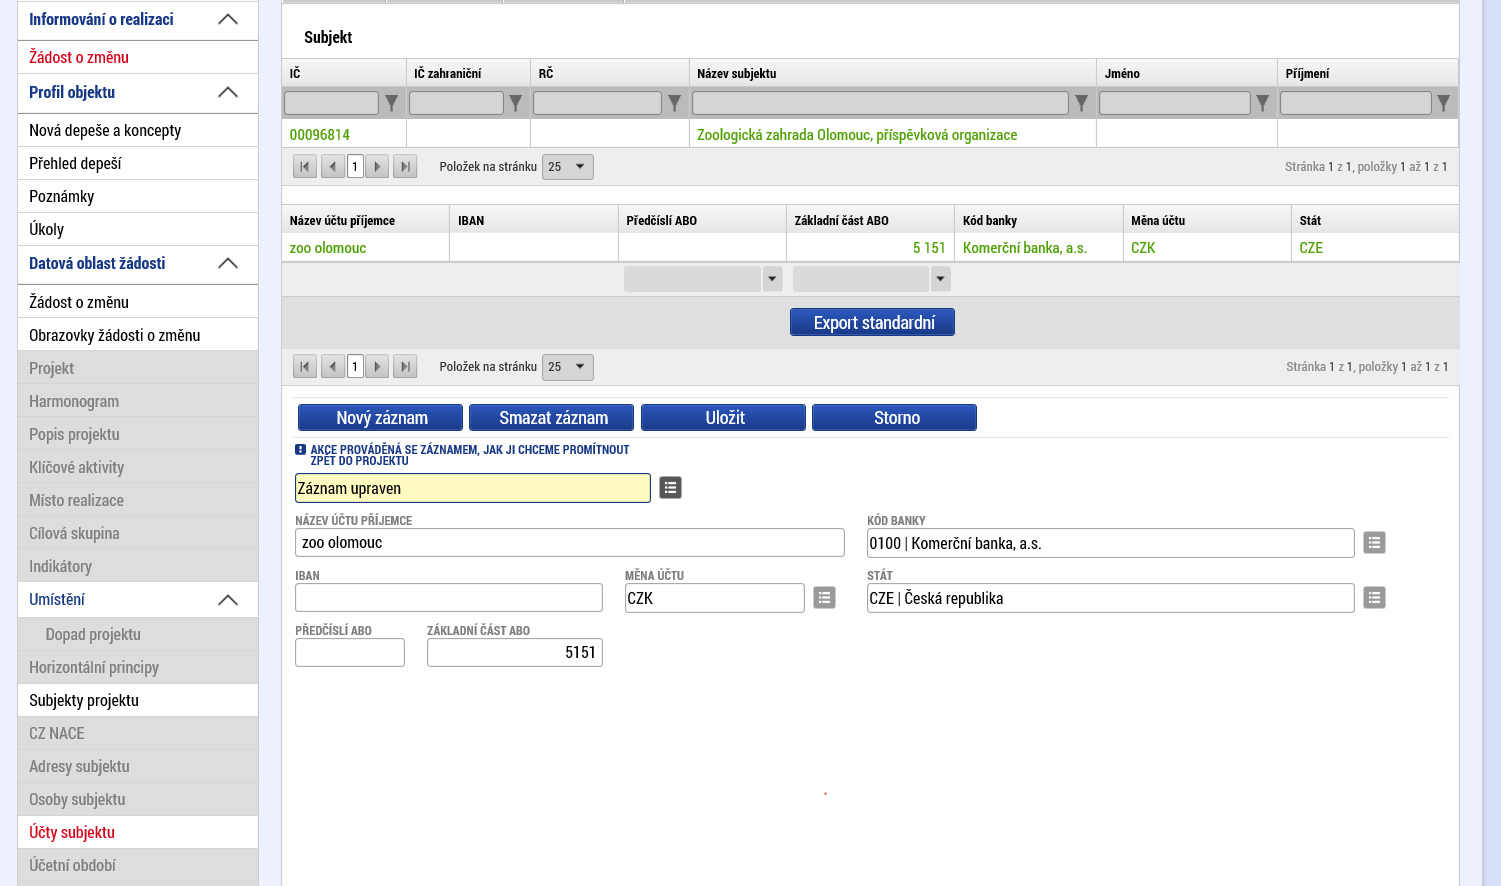 Informování o realizaci
Žádost o změnu
Profil objektu
Nová depeše a koncepty
Přehled depeší
Poznámky
Úkoly
Datová oblast žádosti
Žádost o změnu
Obrazovky žádosti o změnu
Projekt
Harmonogram
Popis projektu
Klíčové aktivity
Místo realizace
Cílová skupina
Indikátory
Umístění
Dopad projektu
Horizontální principy
Subjekty projektu
CZ NACE
Adresy subjektu
Osoby subjektu
Účty subjektu
Účetní období
Subjekt
IČ IČ zahraniční RČ Název subjektu Jméno Příjmení
00096814 Zoologická zahrada Olomouc, příspěvková organizace
1 Položek na stránku 25 Stránka 1 z 1, položky 1 až 1 z 1
Název účtu příjemce IBAN Předčíslí ABO Základní část ABO Kód banky Měna účtu Stát
zoo olomouc 5 151 Komerční banka, a.s. CZK CZE
Export standardní
1 Položek na stránku 25 Stránka 1 z 1, položky 1 až 1 z 1
Nový záznam Smazat záznam Uložit Storno
AKCE PROVÁDĚNÁ SE ZÁZNAMEM, JAK JI CHCEME PROMÍTNOUT
ZPĚT DO PROJEKTU
Záznam upraven
NÁZEV ÚČTU PŘÍJEMCE KÓD BANKY
zoo olomouc 0100 | Komerční banka, a.s.
IBAN MĚNA ÚČTU STÁT
CZK CZE | Česká republika
PŘEDČÍSLÍ ABO ZÁKLADNÍ ČÁST ABO
5151